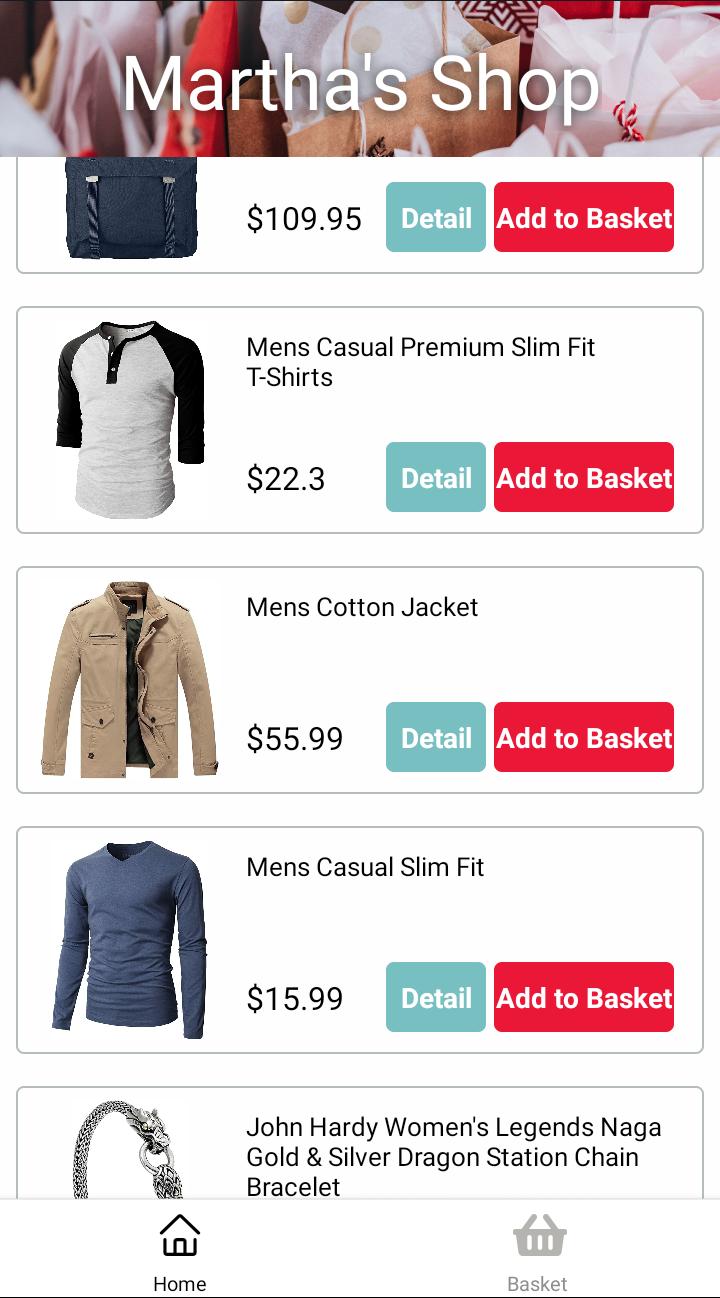 Martha's Shop
$109.95 Detail Add to Basket
Mens Casual Premium Slim Fit
T-Shirts
$22.3 Detail Add to Basket
Mens Cotton Jacket
$55.99 Detail Add to Basket
Mens Casual Slim Fit
$15.99 Detail Add to Basket
John Hardy Women's Legends Naga
Gold & Silver Dragon Station Chain
Bracelet
Home Basket